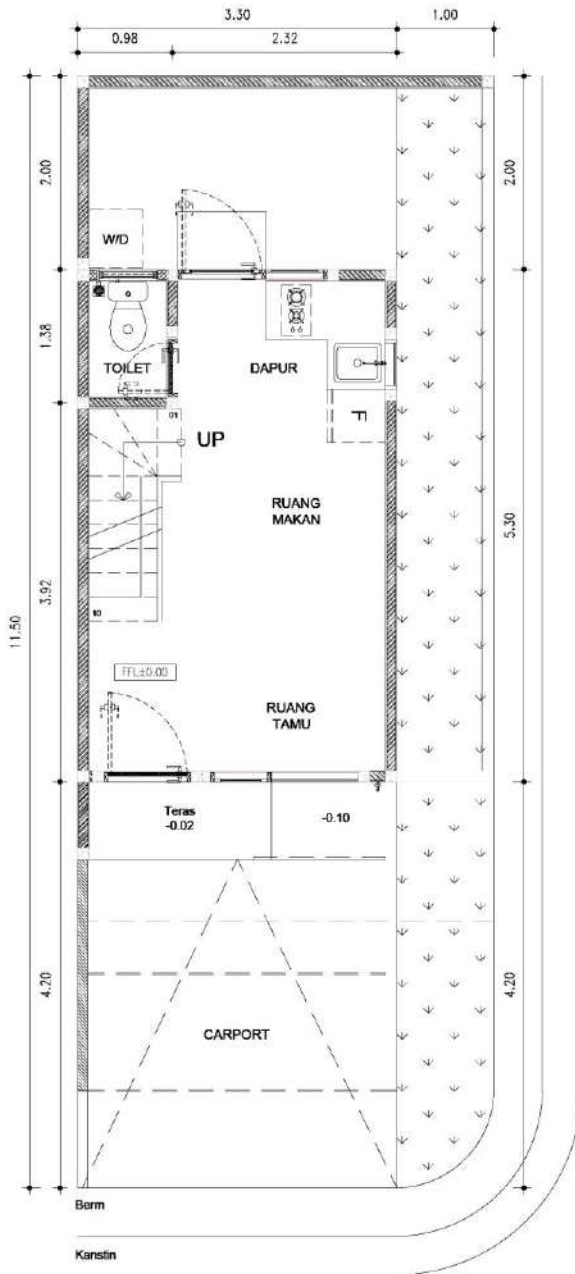 3.30
1.00
0.98
2.32
2.00
2.00
W/D
1.38
TOILET
DAPUR
01
UP
F
RUANG
MAKAN
5.30
3.92
11.50
10
FFL±0.00
RUANG
TAMU
Teras
-0.02
-0.10
4.20
4.20
CARPORT
Berm
Kanstin